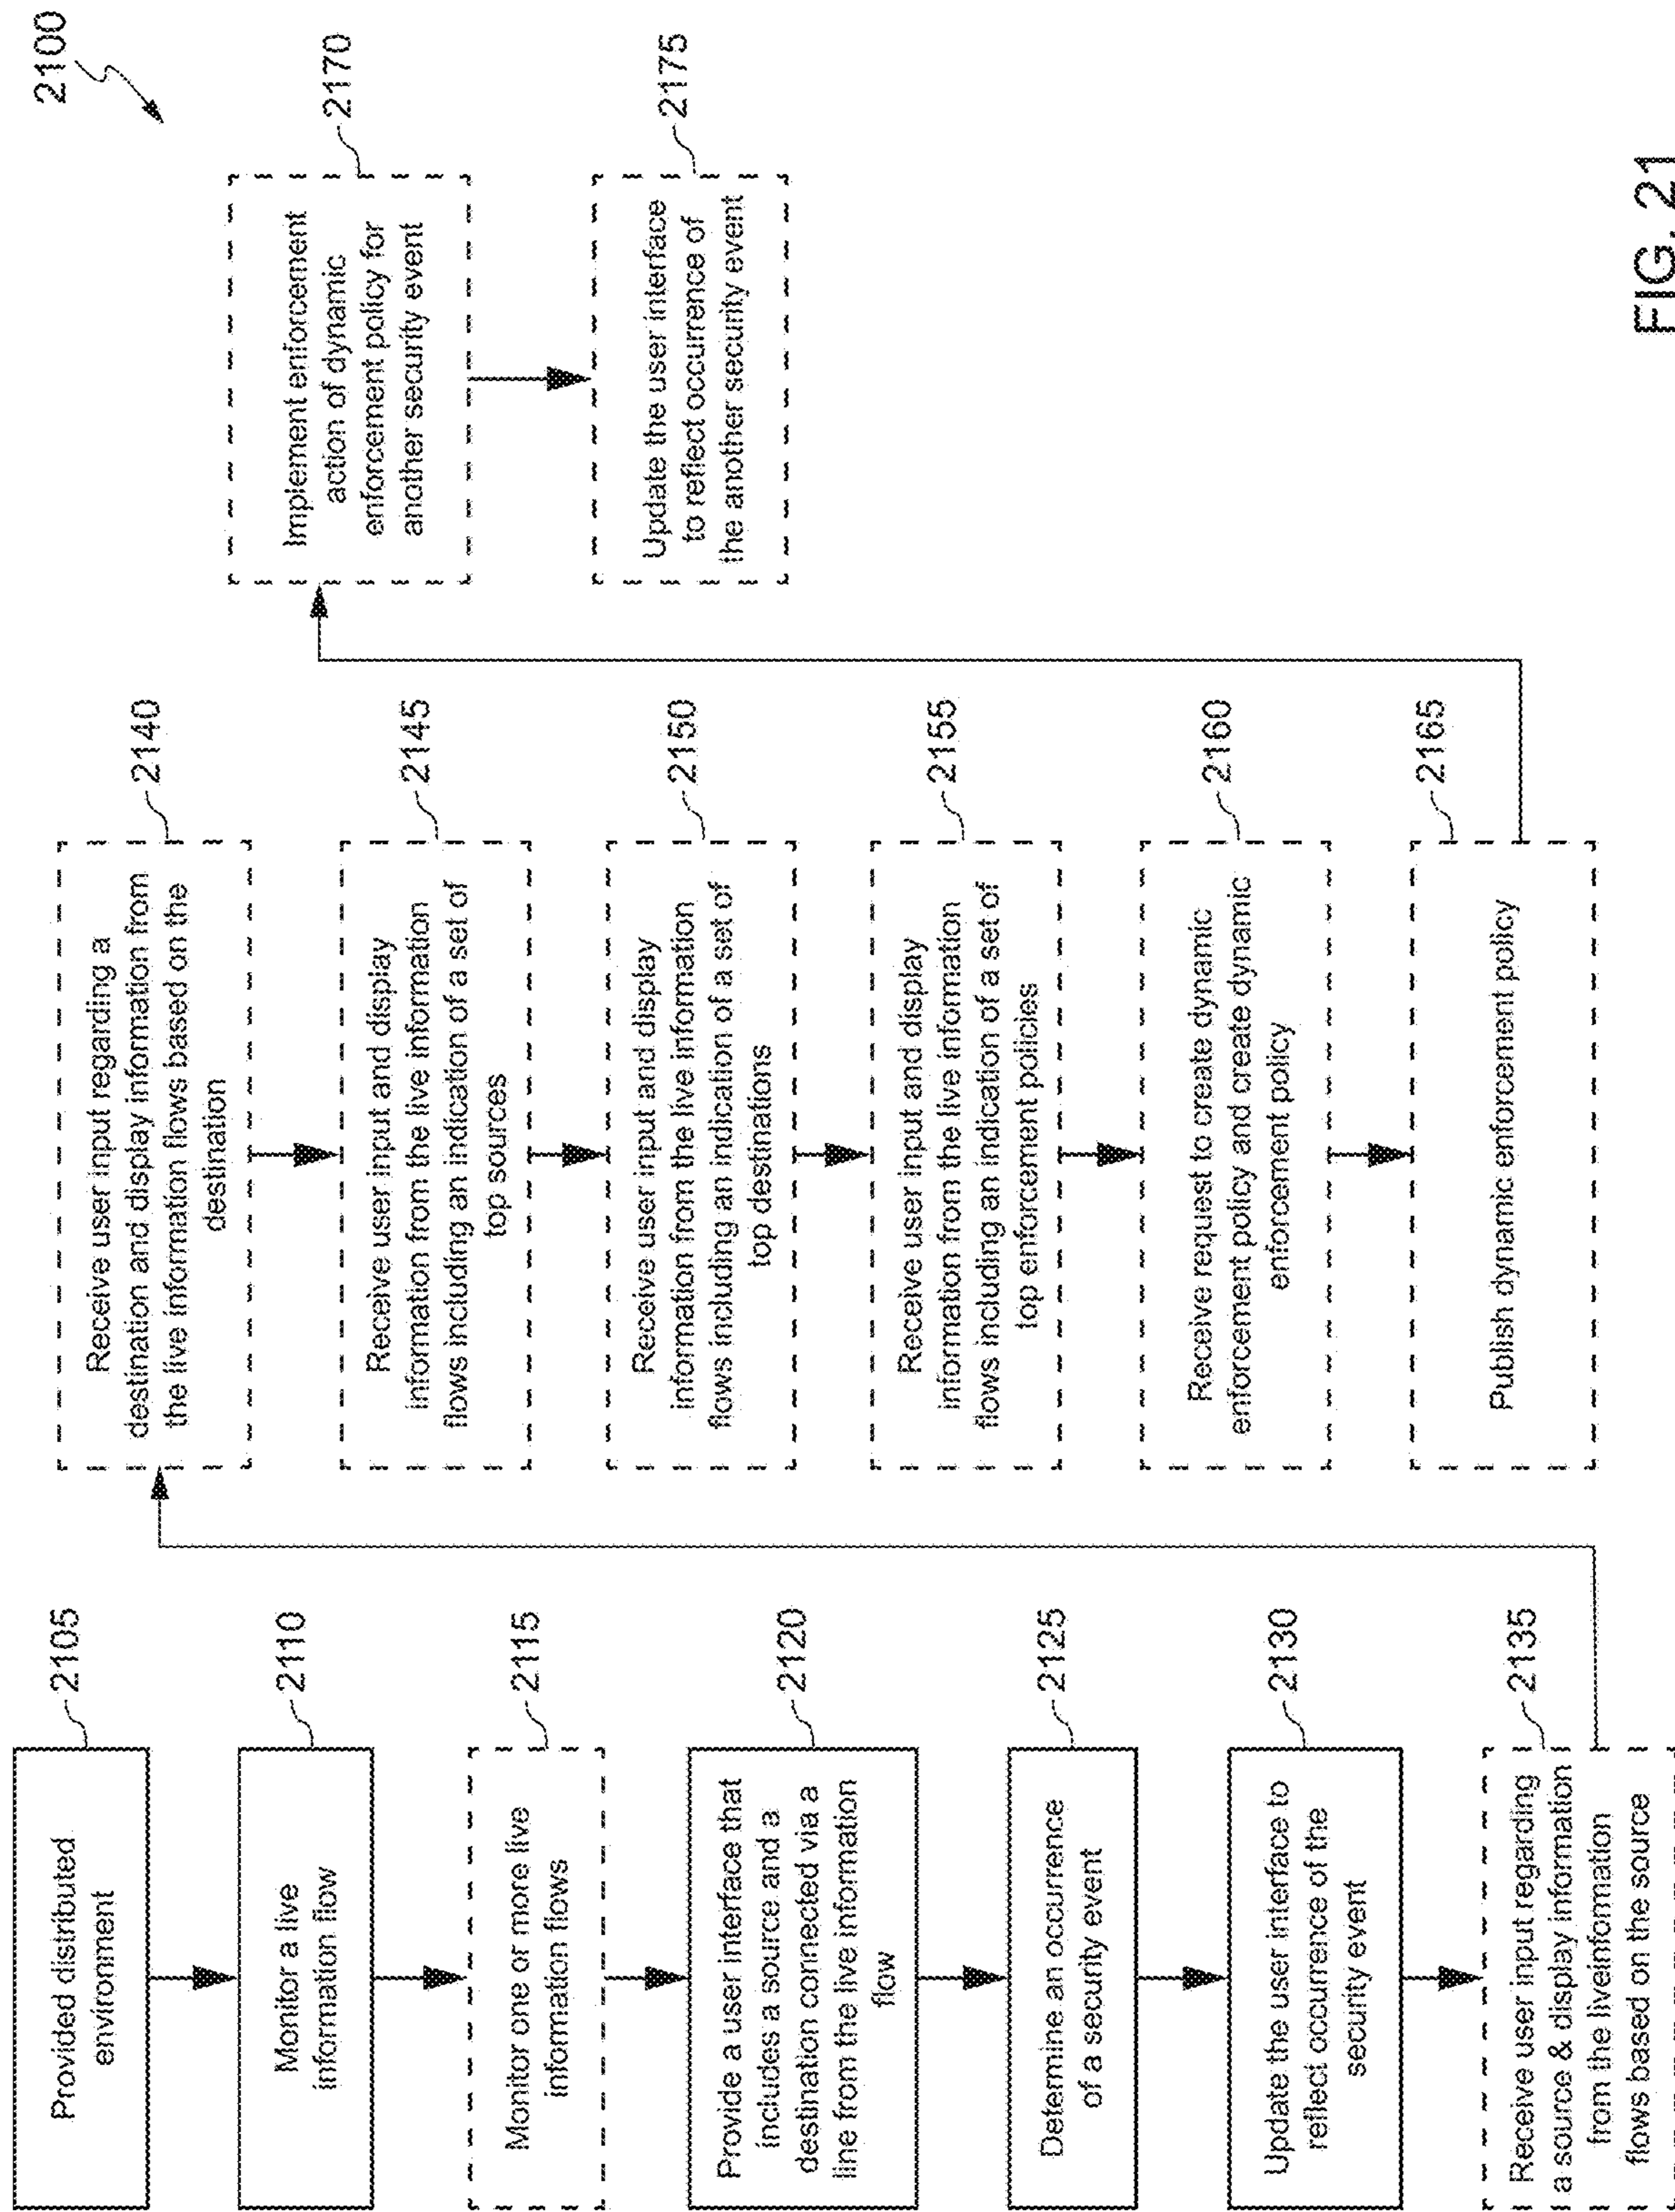 2100
Provided distributed
environment
2105
Monitor a live
information flow
2110
Monitor one or more live
information flows
2115
Provide a user interface that
includes a source and a
destination connected via a
line from the live information
flow
2120
Determine an occurrence
of a security event
2125
Update the user interface to
reflect occurrence of the
security event
2130
Receive user input regarding
a source & display information
from the liveinfomation
flows based on the source
2135
Receive user input regarding a
destination and display information from
the live information flows based on the
destination
2140
Receive user input and display
information from the live information
flows including an indication of a set of
top sources
2145
Receive user input and display
information from the live information
flows including an indication of a set of
top destinations
2150
Receive user input and display
information from the live information
flows including an indication of a set of
top enforcement policies
2155
Receive request to create dynamic
enforcement policy and create dynamic
enforcement policy
2160
Publish dynamic enforcement policy
2165
Implement enforcement
action of dynamic
enforcement policy for
another security event
2170
Update the user interface
to reflect occurrence of
the another security event
2175
FIG. 21